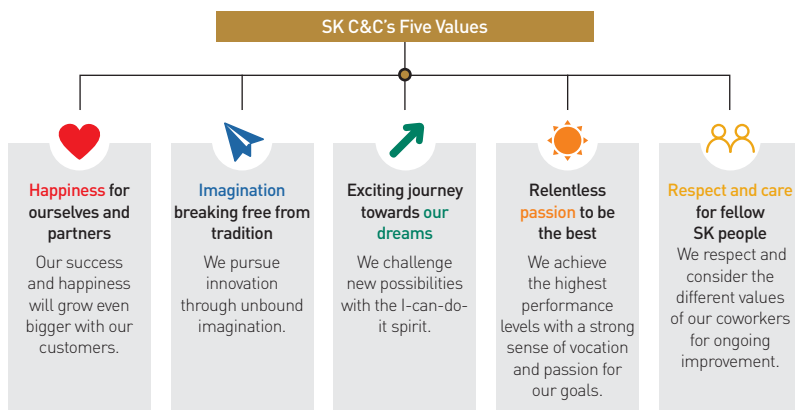 SK C&C's Five Values
Happiness for
ourselves and
partners
Our success
and happiness
will grow even
bigger with our
customers.
Imagination
breaking free from
tradition
We pursue
innovation
through unbound
imagination.
Exciting journey
towards our
dreams
We challenge
new possibilities
with the I-can-do-
it spirit.
Relentless
passion to be
the best
We achieve
the highest
performance
levels with a strong
sense of vocation
and passion for
our goals.
Respect and care
for fellow
SK people
We respect and
consider the
different values
of our coworkers
for ongoing
improvement.